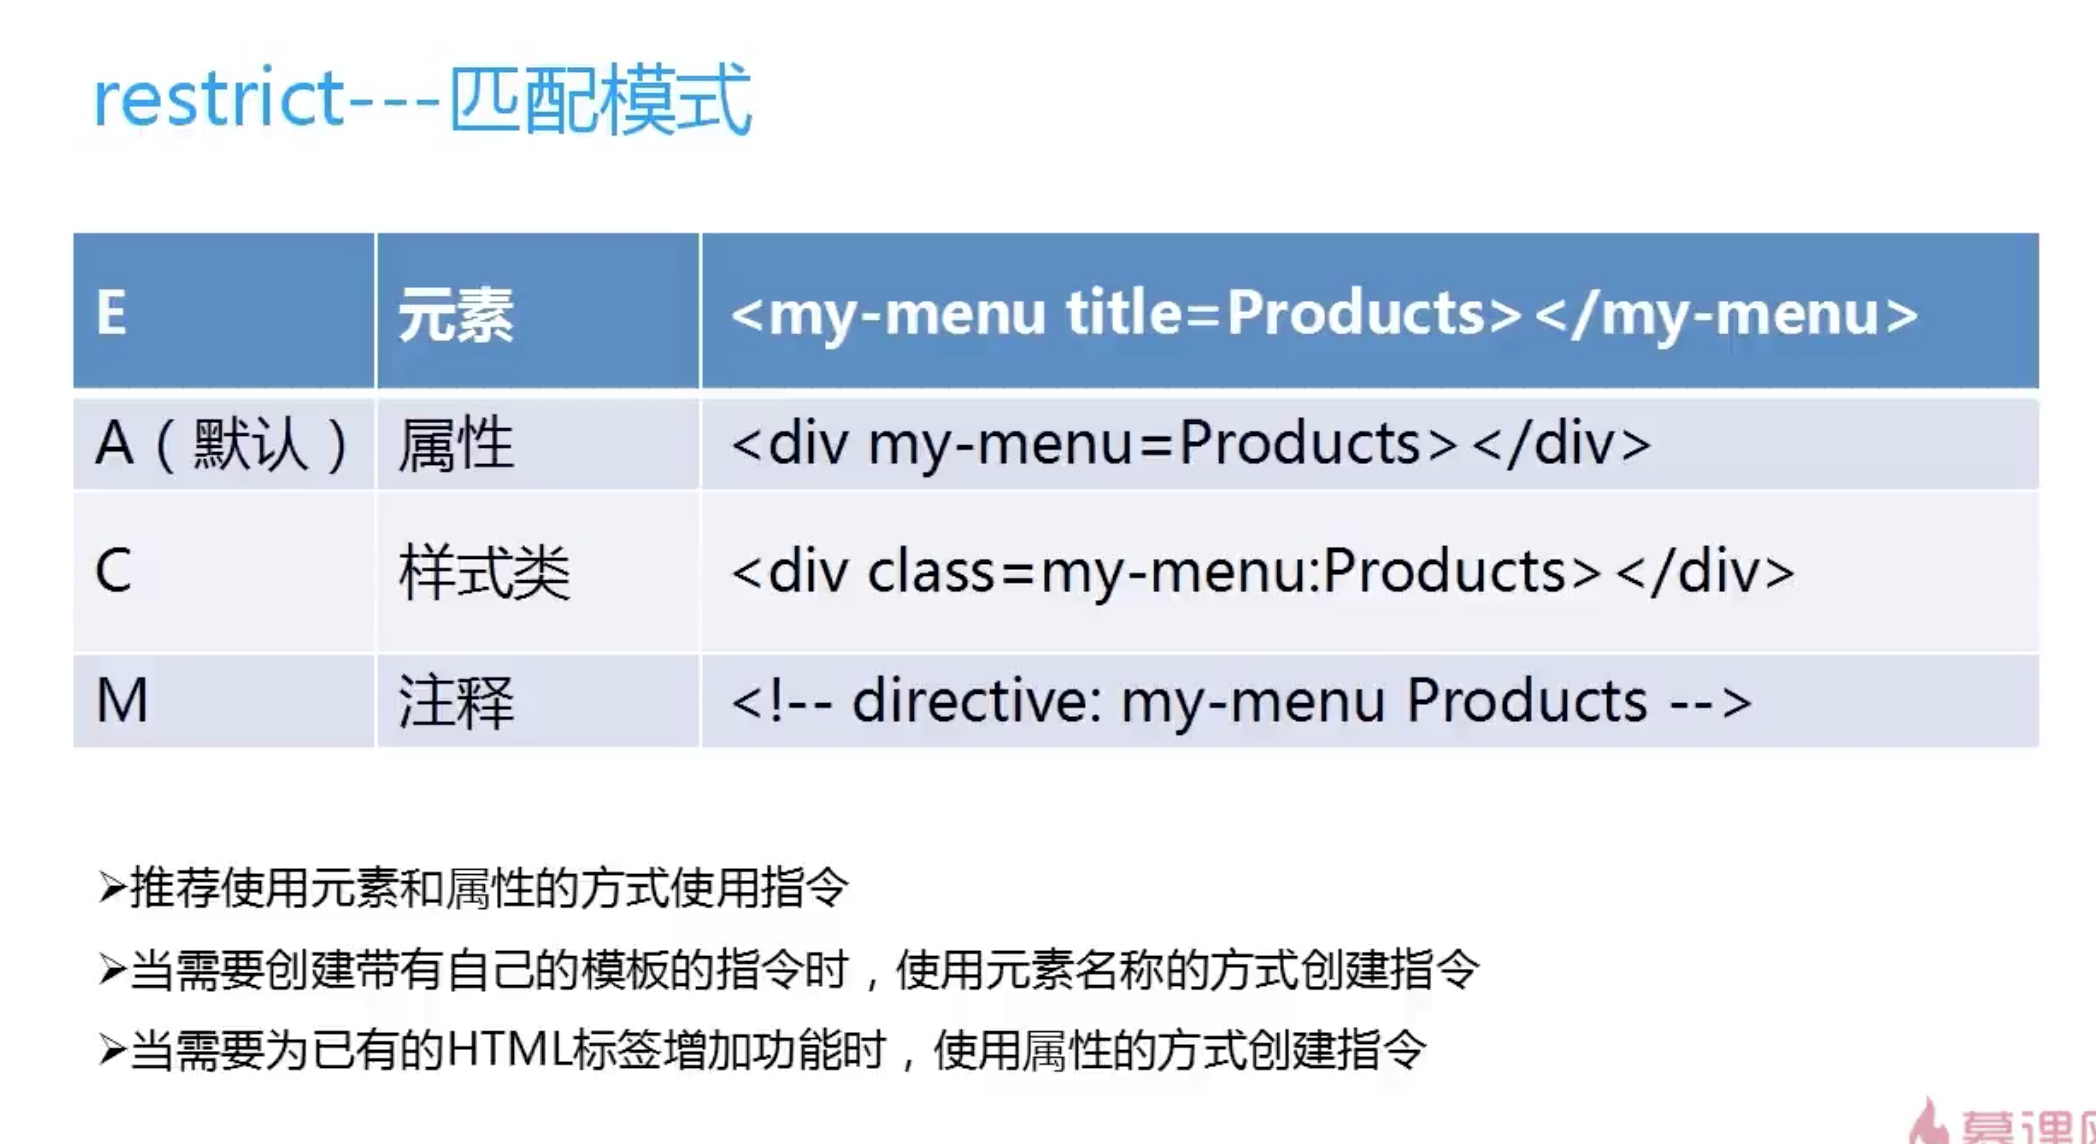 restrict---匹配模式
E 元素 <my-menu title=Products></my-menu>
A（默认） 属性 <div my-menu=Products></div>
C 样式类 <div class=my-menu:Products></div>
M 注释 <!-- directive: my-menu Products -->
➢推荐使用元素和属性的方式使用指令
➢当需要创建带有自己的模板的指令时，使用元素名称的方式创建指令
➢当需要为已有的HTML标签增加功能时，使用属性的方式创建指令
慕课网